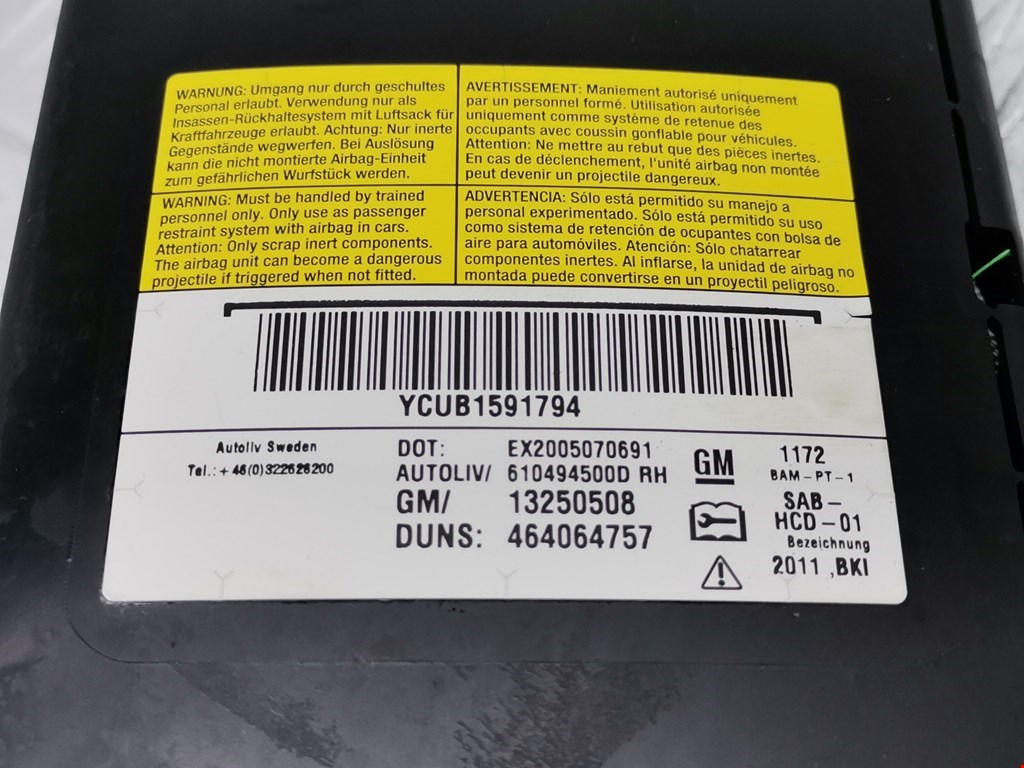 WARNUNG: Umgang nur durch geschultes
Personal erlaubt. Verwendung nur als
Insassen-Rückhaltesystem mit Luftsack für
Kraftfahrzeuge erlaubt. Achtung: Nur inerte
Gegenstände wegwerfen. Bei Auslösung
kann die nicht montierte Airbag-Einheit
zum gefährlichen Wurfstück werden.
AVERTISSEMENT: Maniement autorisé uniquement
par un personnel formé. Utilisation autorisée
uniquement comme système de retenue des
occupants avec coussin gonflable pour véhicules.
Attention: Ne mettre au rebut que des pièces inertes.
En cas de déclenchement, l'unité airbag non montée
peut devenir un projectile dangereux.
WARNING: Must be handled by trained
personnel only. Only use as passenger
restraint system with airbag in cars.
Attention: Only scrap inert components.
The airbag unit can become a dangerous
projectile if triggered when not fitted.
ADVERTENCIA: Sólo está permitido su manejo a
personal experimentado. Sólo está permitido su uso
como sistema de retención de ocupantes con bolsa de
aire para automóviles. Atención: Sólo chatarrear
componentes inertes. Al inflarse, la unidad de airbag no
montada puede convertirse en un proyectil peligroso.
YCUB1591794
Autoliv Sweden
Tel.: +46(0)322626200
DOT: EX2005070691
AUTOLIV/ 610494500D RH
GM/ 13250508
DUNS: 464064757
GM
1172
BAM-PT-1
SAB-
HCD-01
Bezeichnung
2011 ,BKI